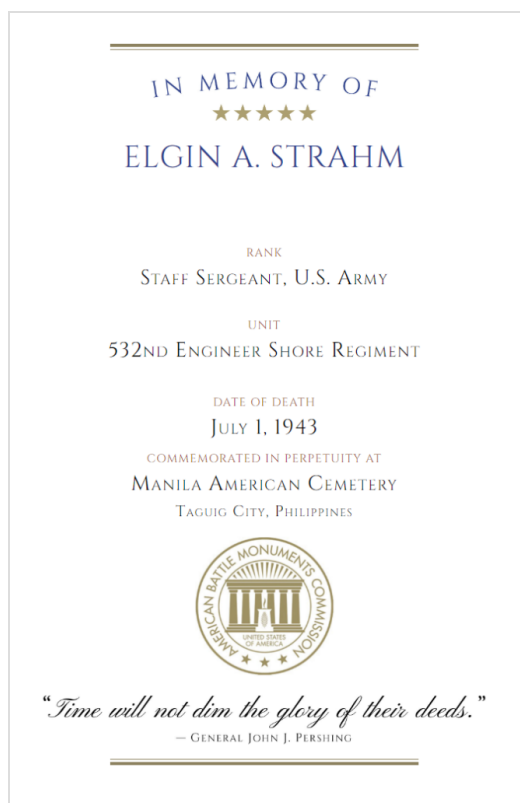 IN MEMORY OF
ELGIN A. STRAHM
RANK
STAFF SERGEANT, U.S. ARMY
UNIT
532ND ENGINEER SHORE REGIMENT
DATE OF DEATH
JULY 1, 1943
COMMEMORATED IN PERPETUITY AT
MANILA AMERICAN CEMETERY
TAGUIG CITY, PHILIPPINES
AMERICAN BATTLE MONUMENTS COMMISSION
UNITED STATES
OF AMERICA
“Time will not dim the glory of their deeds.”
— GENERAL JOHN J. PERSHING